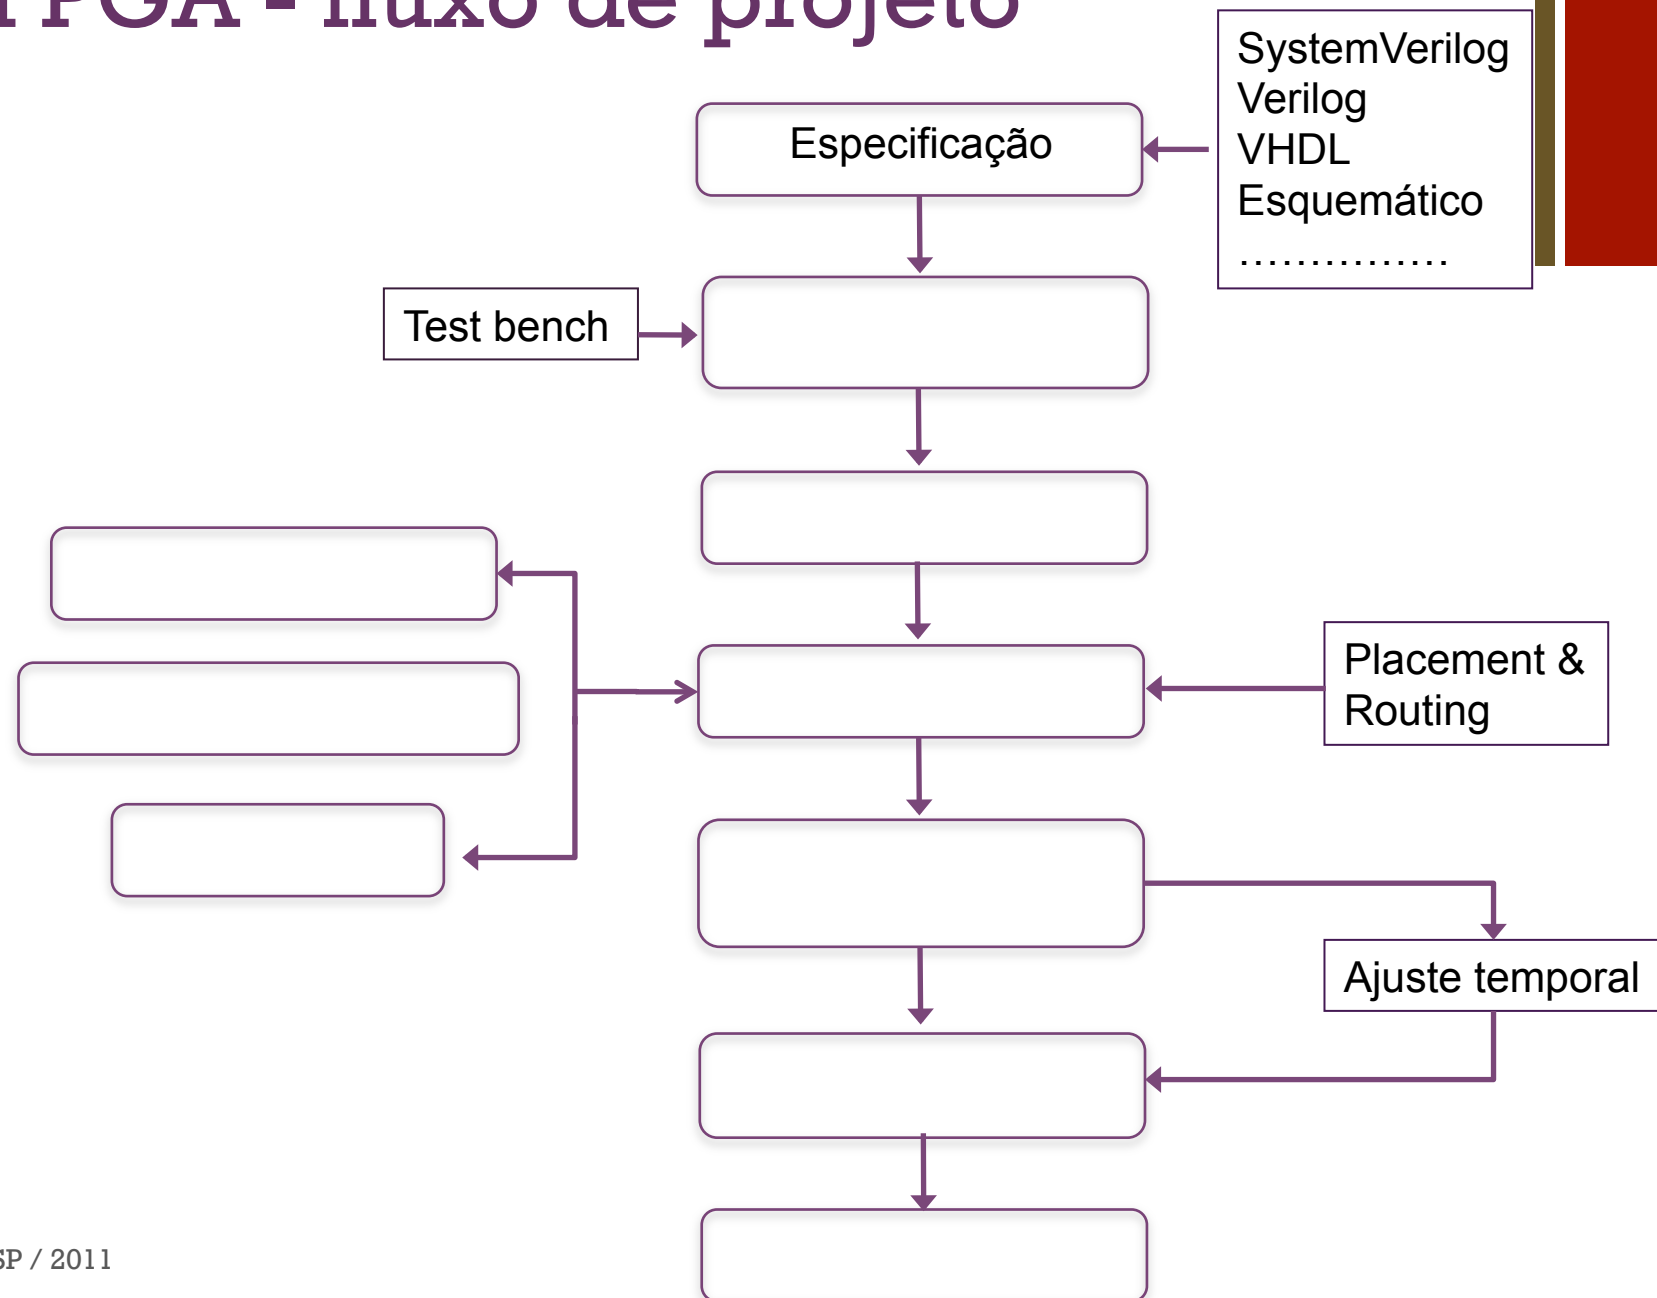 FPGA - fluxo de projeto
SystemVerilog
Verilog
VHDL
Esquemático
...............
Especificação
Test bench
Placement &
Routing
Ajuste temporal
SP / 2011